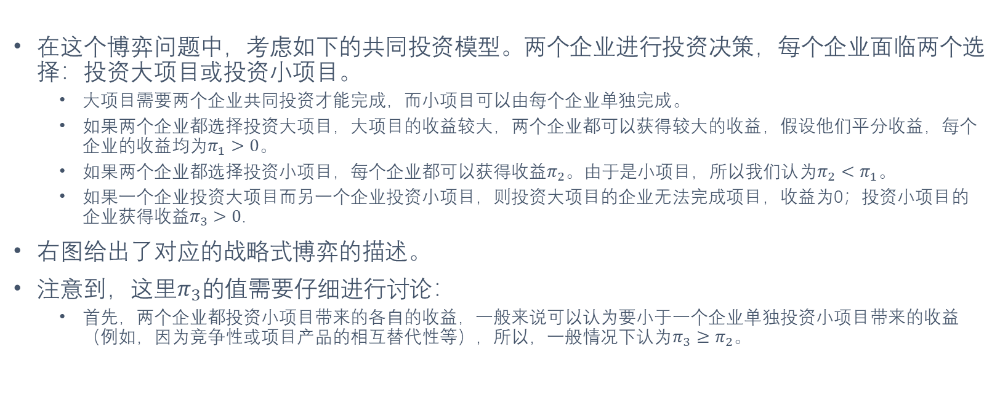 • 在这个博弈问题中，考虑如下的共同投资模型。两个企业进行投资决策，每个企业面临两个选
择：投资大项目或投资小项目。
• 大项目需要两个企业共同投资才能完成，而小项目可以由每个企业单独完成。
• 如果两个企业都选择投资大项目，大项目的收益较大，两个企业都可以获得较大的收益，假设他们平分收益，每个
企业的收益均为π₁ > 0。
• 如果两个企业都选择投资小项目，每个企业都可以获得收益π₂。由于是小项目，所以我们认为π₂ < π₁。
• 如果一个企业投资大项目而另一个企业投资小项目，则投资大项目的企业无法完成项目，收益为0；投资小项目的
企业获得收益π₃ > 0.
• 右图给出了对应的战略式博弈的描述。
• 注意到，这里π₃的值需要仔细进行讨论：
• 首先，两个企业都投资小项目带来的各自的收益，一般来说可以认为要小于一个企业单独投资小项目带来的收益
（例如，因为竞争性或项目产品的相互替代性等），所以，一般情况下认为π₃ ≥ π₂。